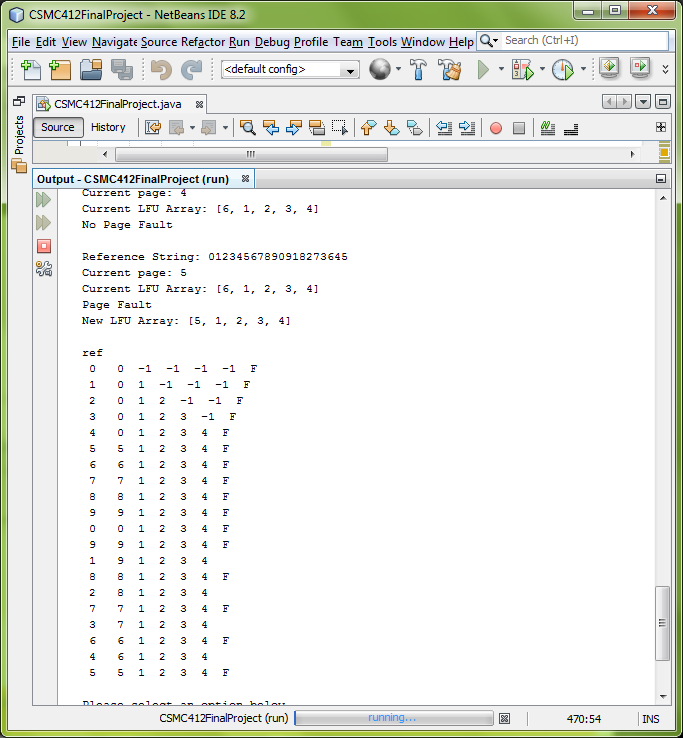 CSMC412FinalProject - NetBeans IDE 8.2
File Edit View Navigate Source Refactor Run Debug Profile Team Tools Window Help Search (Ctrl+I)
<default config>
CSMC412FinalProject.java
Projects
Source History
Output - CSMC412FinalProject (run)
Current page: 4
Current LFU Array: [6, 1, 2, 3, 4]
No Page Fault
Reference String: 01234567890918273645
Current page: 5
Current LFU Array: [6, 1, 2, 3, 4]
Page Fault
New LFU Array: [5, 1, 2, 3, 4]
ref
0 0 -1 -1 -1 -1 F
1 0 1 -1 -1 -1 F
2 0 1 2 -1 -1 F
3 0 1 2 3 -1 F
4 0 1 2 3 4 F
5 5 1 2 3 4 F
6 6 1 2 3 4 F
7 7 1 2 3 4 F
8 8 1 2 3 4 F
9 9 1 2 3 4 F
0 0 1 2 3 4 F
9 9 1 2 3 4 F
1 9 1 2 3 4
8 8 1 2 3 4 F
2 8 1 2 3 4
7 7 1 2 3 4 F
3 7 1 2 3 4
6 6 1 2 3 4 F
4 6 1 2 3 4
5 5 1 2 3 4 F
Please select an option below
CSMC412FinalProject (run) running... 470:54 INS